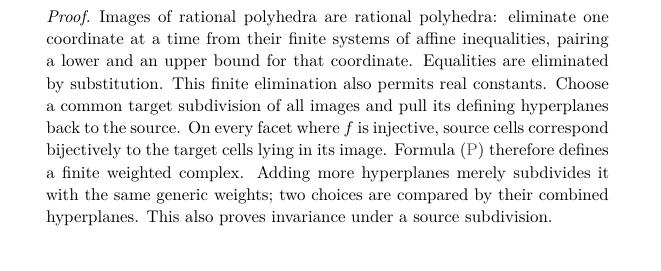 Proof. Images of rational polyhedra are rational polyhedra: eliminate one
coordinate at a time from their finite systems of affine inequalities, pairing
a lower and an upper bound for that coordinate. Equalities are eliminated
by substitution. This finite elimination also permits real constants. Choose
a common target subdivision of all images and pull its defining hyperplanes
back to the source. On every facet where f is injective, source cells correspond
bijectively to the target cells lying in its image. Formula (P) therefore defines
a finite weighted complex. Adding more hyperplanes merely subdivides it
with the same generic weights; two choices are compared by their combined
hyperplanes. This also proves invariance under a source subdivision.